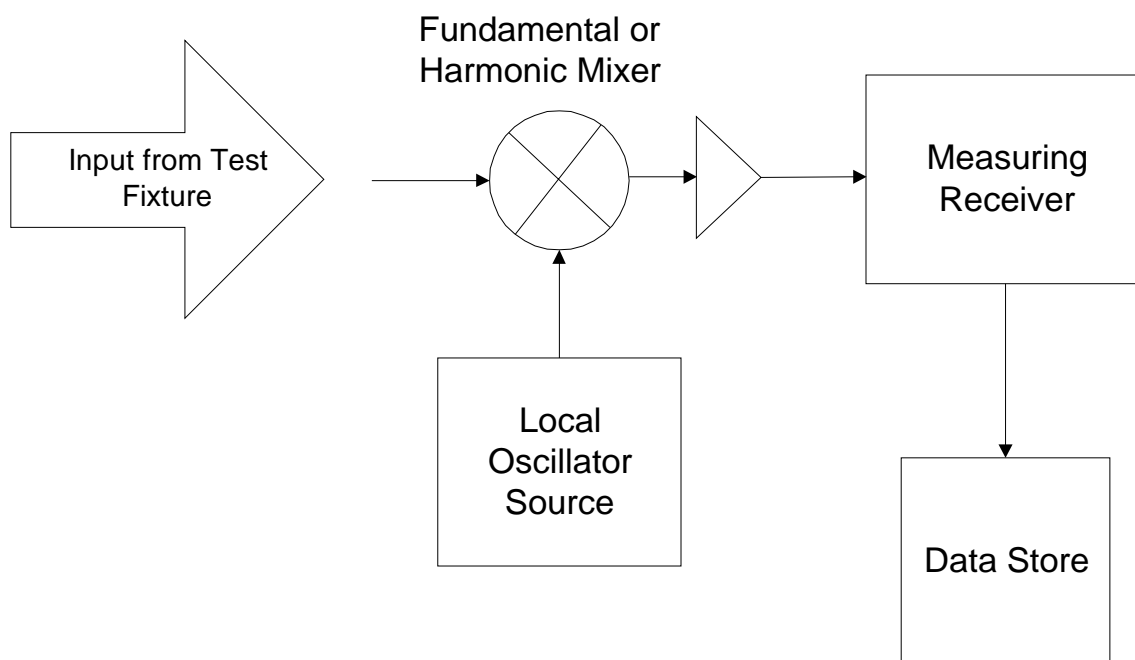 Fundamental or
Harmonic Mixer
Input from Test
Fixture
Measuring
Receiver
Local
Oscillator
Source
Data Store